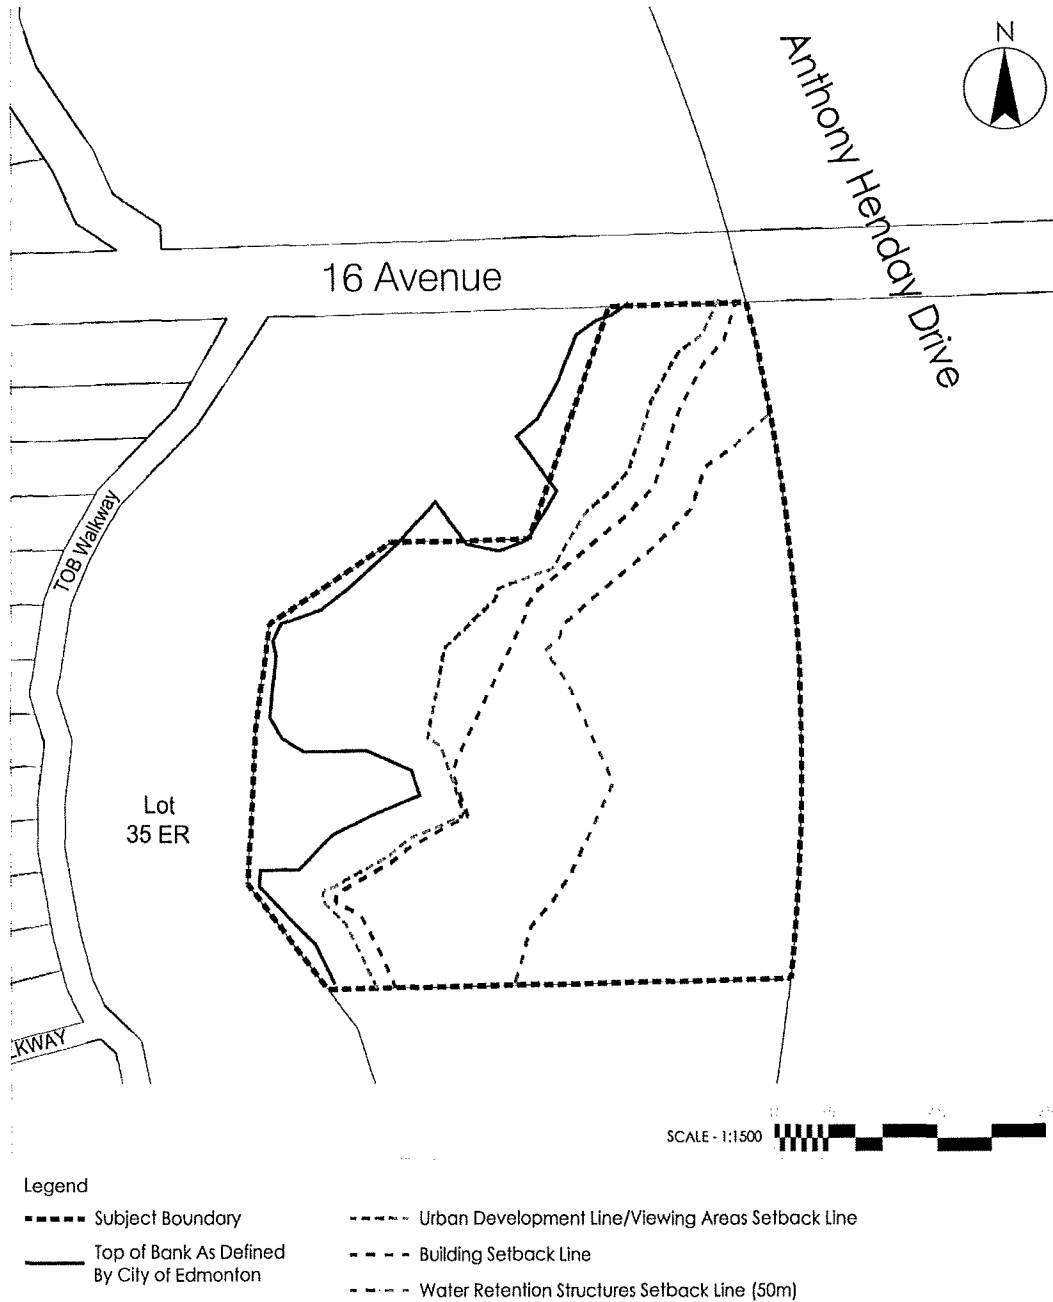 N
Anthony Henday Drive
16 Avenue
TOB Walkway
Lot
35 ER
LKWAY
SCALE - 1:1500
Legend
Subject Boundary
Top of Bank As Defined
By City of Edmonton
Urban Development Line/Viewing Areas Setback Line
Building Setback Line
Water Retention Structures Setback Line (50m)